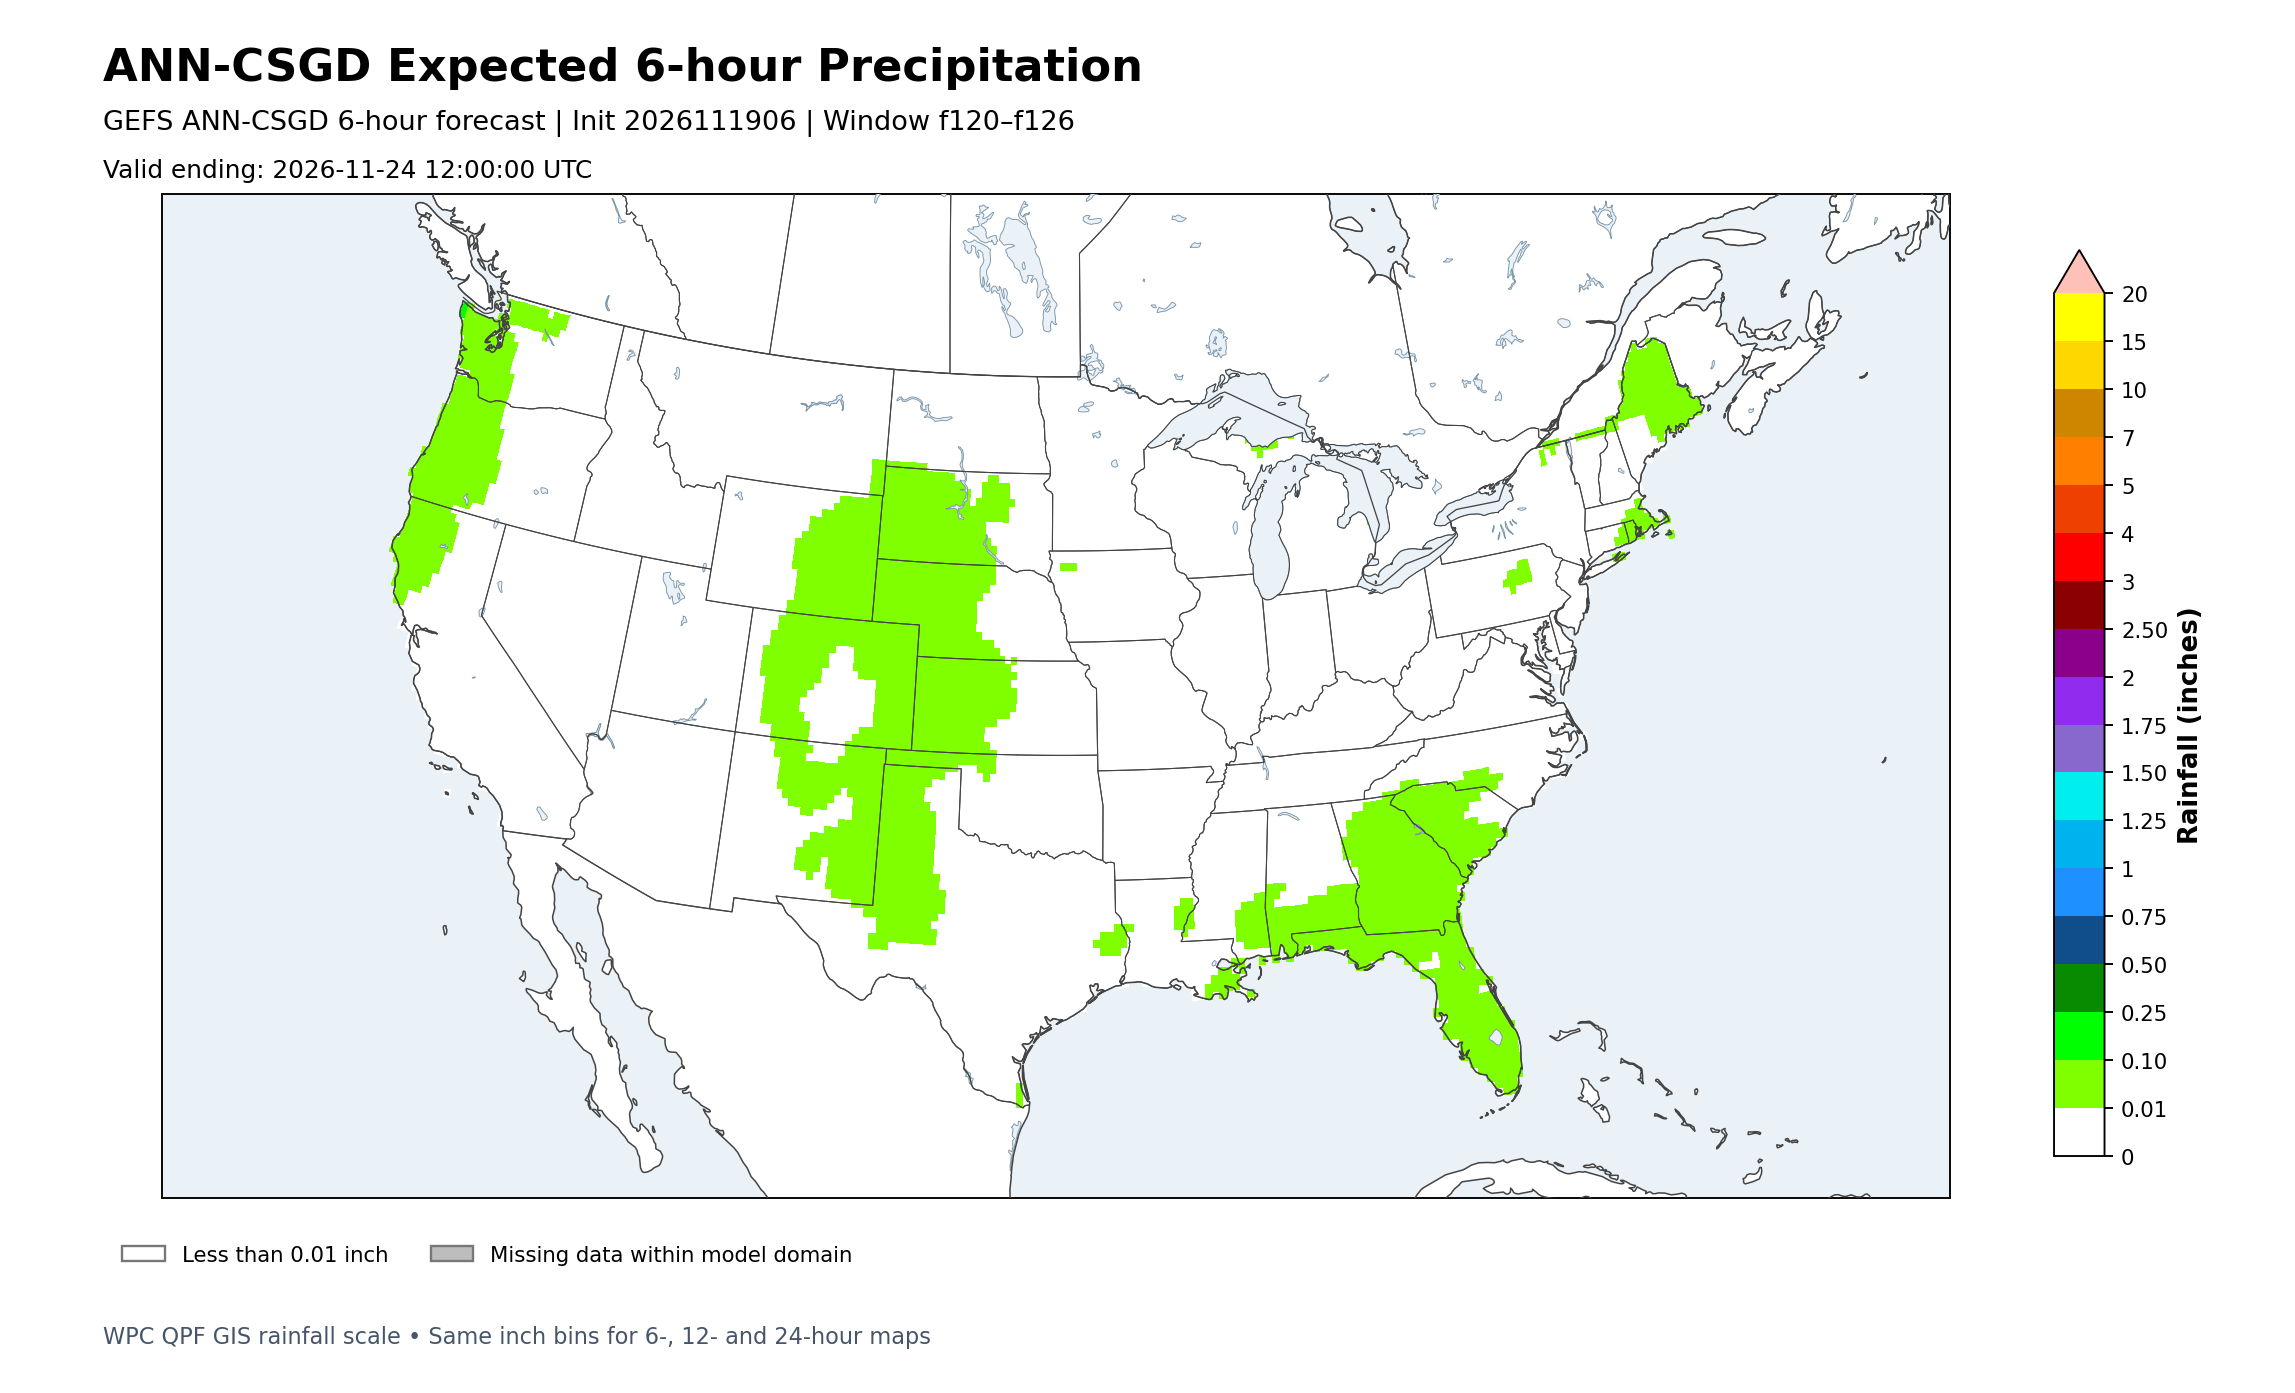 ANN-CSGD Expected 6-hour Precipitation
GEFS ANN-CSGD 6-hour forecast | Init 2026111906 | Window f120–f126
Valid ending: 2026-11-24 12:00:00 UTC
20
15
10
7
5
4
3
2.50
2
1.75
1.50
1.25
1
0.75
0.50
0.25
0.10
0.01
0
Rainfall (inches)
Less than 0.01 inch
Missing data within model domain
WPC QPF GIS rainfall scale • Same inch bins for 6-, 12- and 24-hour maps